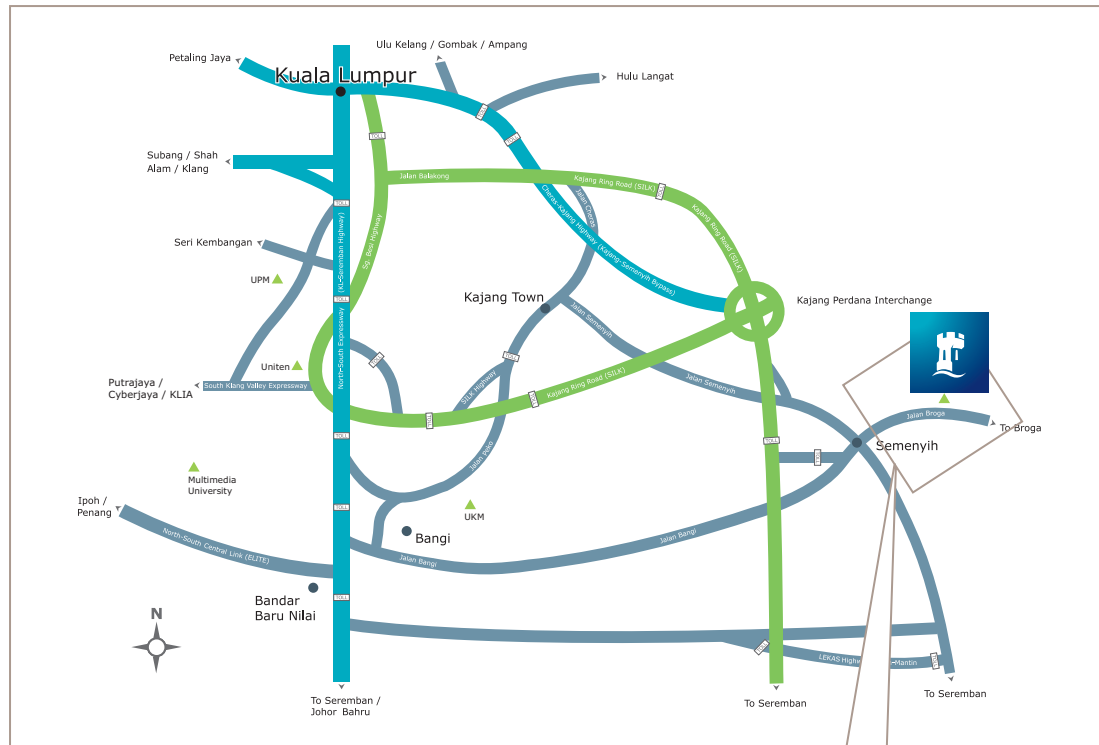 Ulu Kelang / Gombak / Ampang
Petaling Jaya
Kuala Lumpur
Hulu Langat
TOLL
TOLL
TOLL
Subang / Shah
Alam / Klang
Jalan Balakong
Kajang Ring Road (SILK)
TOLL
Jalan Cheras
Cheras-Kajang Highway (Kajang-Semenyih Bypass)
Kajang Ring Road (SILK)
TOLL
Sg. Besi Highway
North-South Expressway (KL-Seremban Highway)
Seri Kembangan
UPM
TOLL
Kajang Town
Kajang Perdana Interchange
Jalan Semenyih
Jalan Semenyih
Uniten
TOLL
TOLL
Putrajaya /
Cyberjaya / KLIA
South Klang Valley Expressway
SILK Highway
Kajang Ring Road (SILK)
TOLL
TOLL
Jalan Broga
To Broga
TOLL
TOLL
Semenyih
TOLL
Multimedia
University
Ipoh /
Penang
UKM
TOLL
Bangi
North-South Central Link (ELITE)
Jalan Bangi
Jalan Bangi
Bandar
Baru Nilai
TOLL
N
TOLL
LEKAS
-Mantin
TOLL
To Seremban /
Johor Bahru
To Seremban
To Seremban